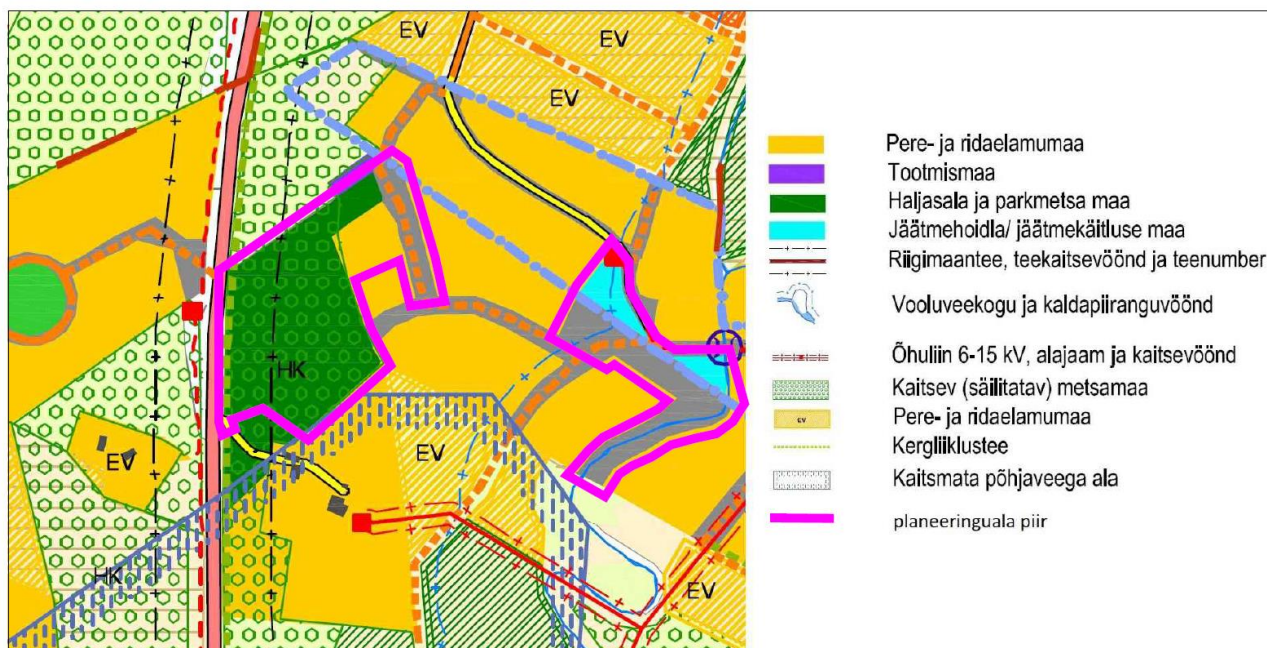 EV
EV
EV
EV
HK
EV
EV
HK
EV
Pere- ja ridaelamumaa
Tootmismaa
Haljasala ja parkmetsa maa
Jäätmehoidla/ jäätmekäitluse maa
Riigimaantee, teekaitsevöönd ja teenumber
Vooluveekogu ja kaldapiiranguvöönd
Õhuliin 6-15 kV, alajaam ja kaitsevöönd
Kaitsev (säilitatav) metsamaa
EV Pere- ja ridaelamumaa
Kergliiklustee
Kaitsmata põhjaveega ala
planeeringuala piir